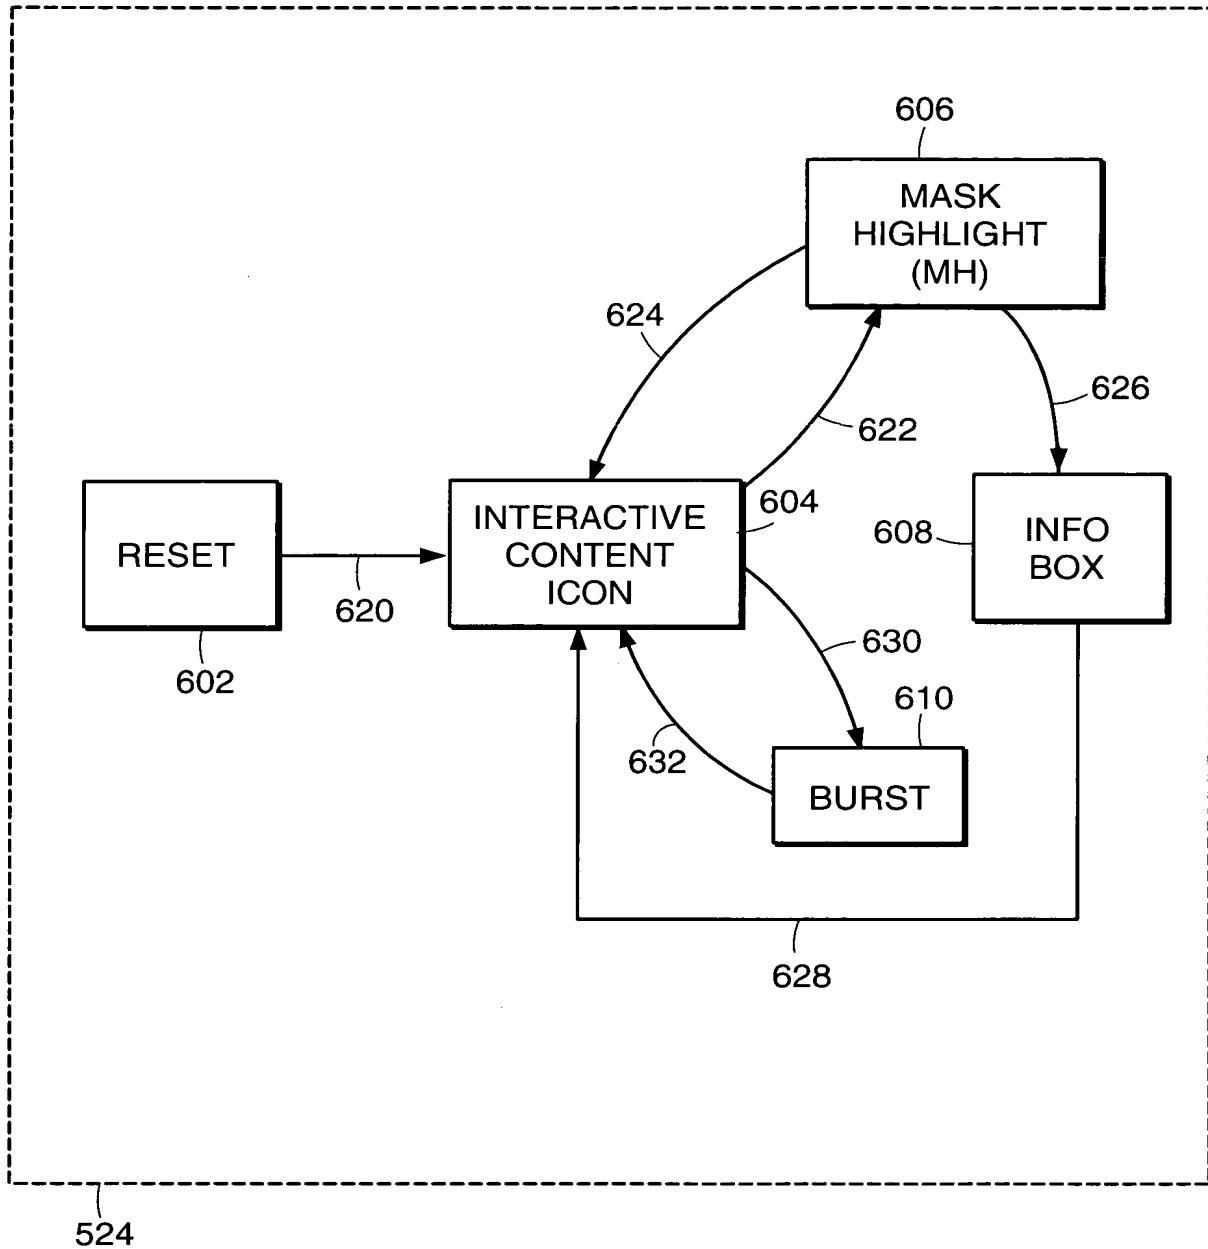 606
MASK
HIGHLIGHT
(MH)
624
626
622
604
INTERACTIVE
CONTENT
ICON
608
INFO
BOX
RESET
620
602
630
610
632
BURST
628
524